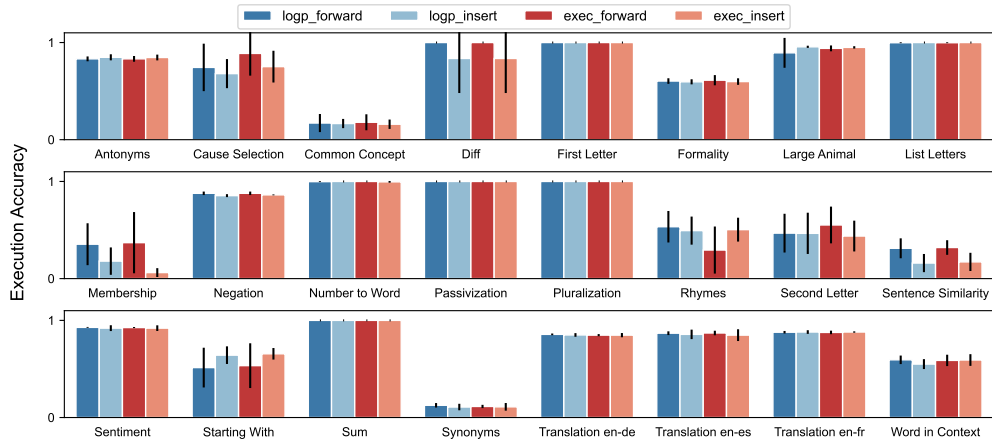 logp_forward logp_insert exec_forward exec_insert
Execution Accuracy
1
0
Antonyms Cause Selection Common Concept Diff First Letter Formality Large Animal List Letters
1
0
Membership Negation Number to Word Passivization Pluralization Rhymes Second Letter Sentence Similarity
1
0
Sentiment Starting With Sum Synonyms Translation en-de Translation en-es Translation en-fr Word in Context